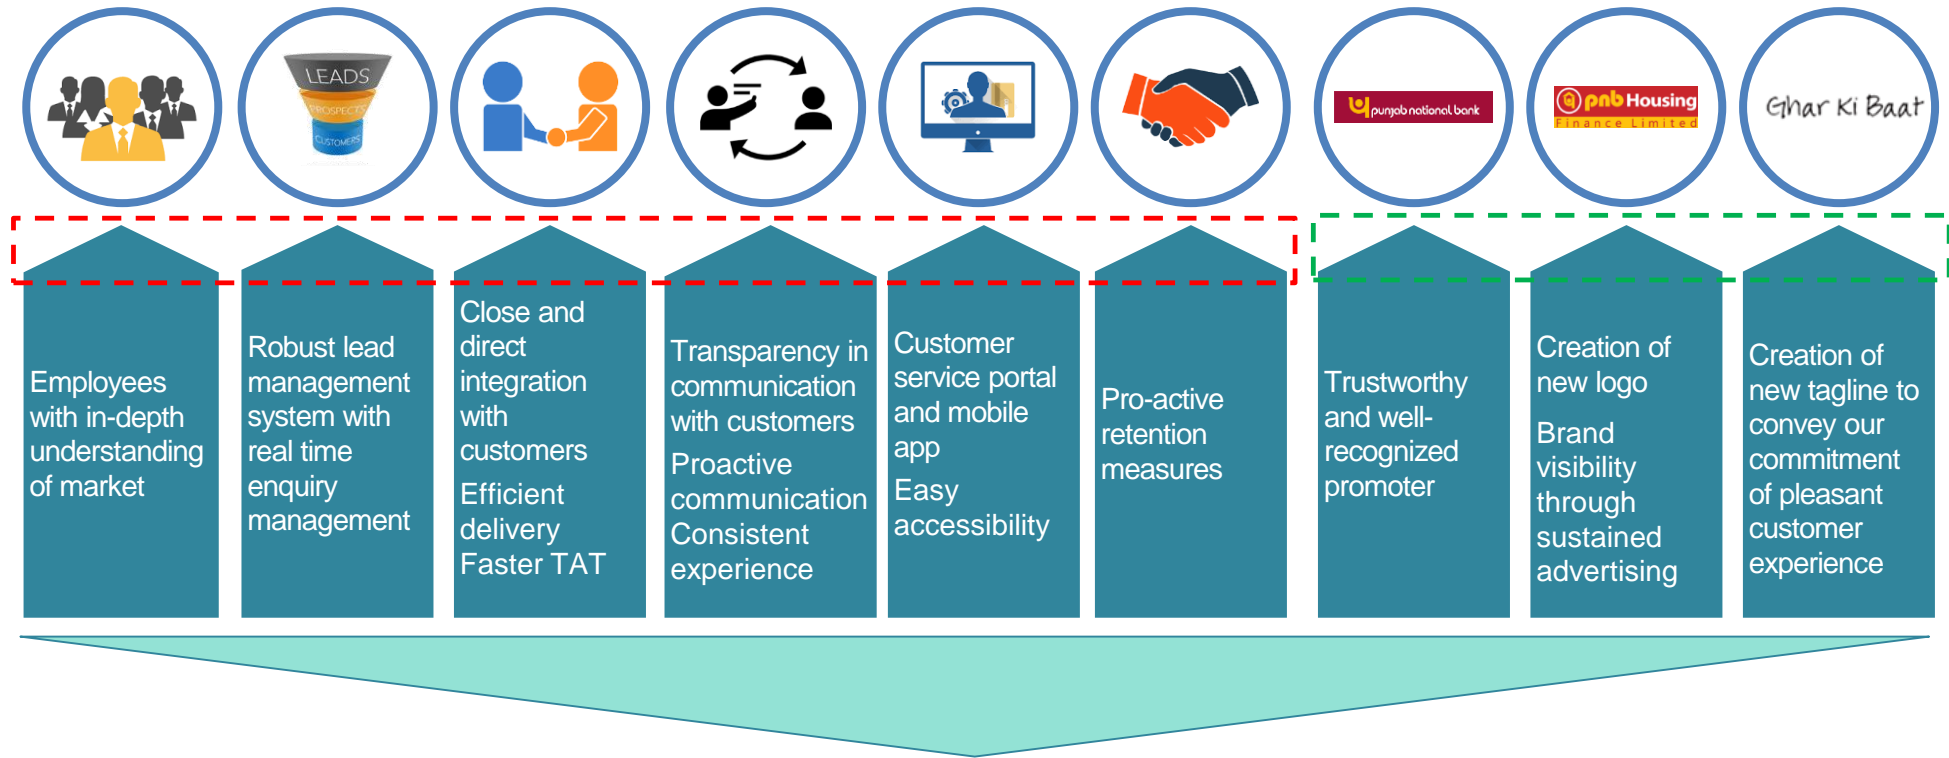 LEADS
PROSPECTS
CUSTOMERS
punjab national bank
pnb Housing
Finance Limited
Ghar Ki Baat
Employees
with in-depth
understanding
of market
Robust lead
management
system with
real time
enquiry
management
Close and
direct
integration
with
customers
Efficient
delivery
Faster TAT
Transparency in
communication
with customers
Proactive
communication
Consistent
experience
Customer
service portal
and mobile
app
Easy
accessibility
Pro-active
retention
measures
Trustworthy
and well-
recognized
promoter
Creation of
new logo
Brand
visibility
through
sustained
advertising
Creation of
new tagline to
convey our
commitment
of pleasant
customer
experience